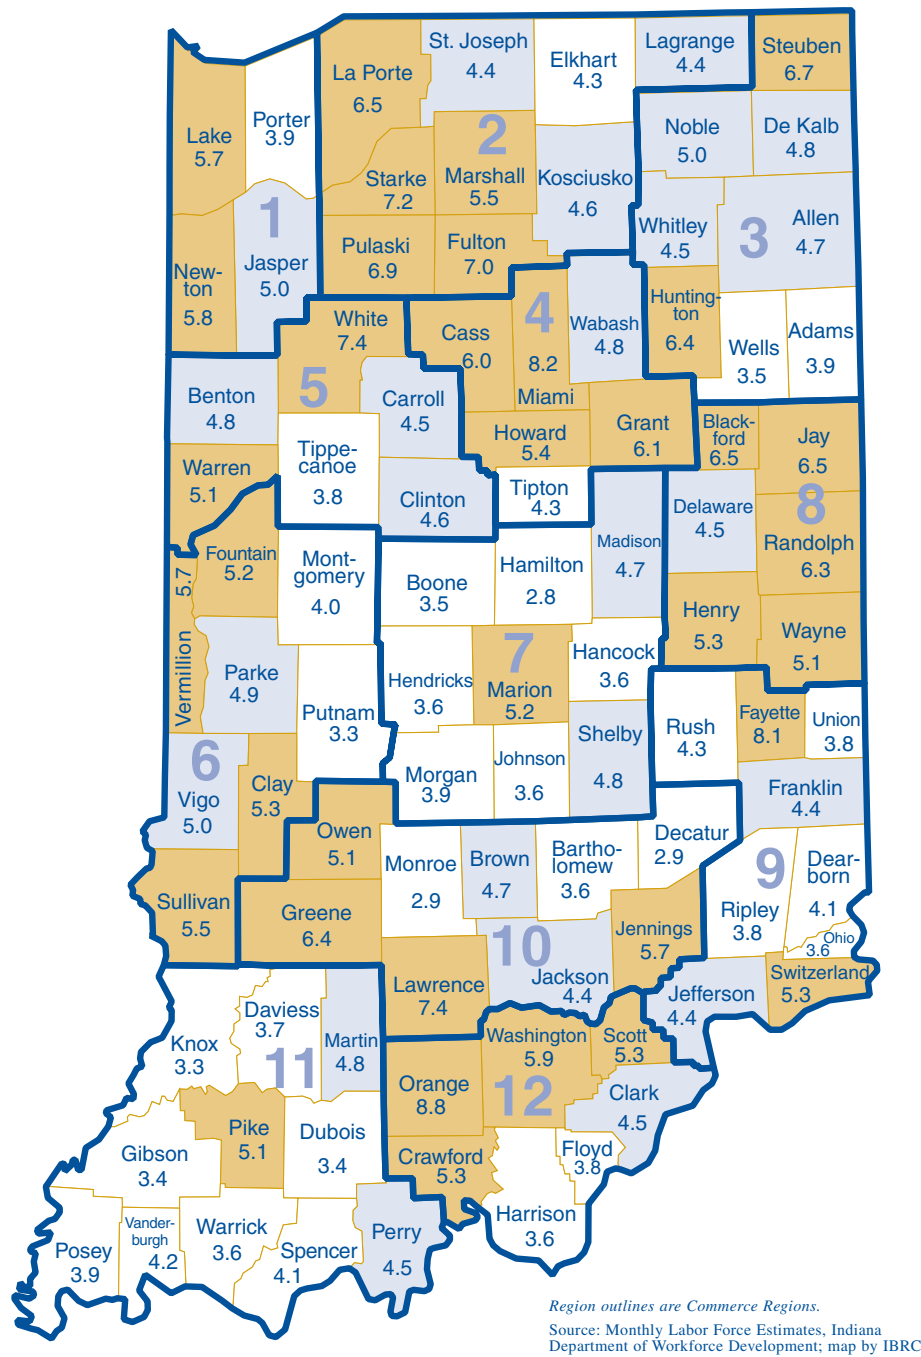 St. Joseph
4.4
Elkhart
4.3
Lagrange
4.4
Steuben
6.7
La Porte
6.5
Porter
3.9
Lake
5.7
2
Noble
5.0
De Kalb
4.8
Starke
7.2
Marshall
5.5
Kosciusko
4.6
1
Whitley
4.5
3
Allen
4.7
Jasper
5.0
Pulaski
6.9
Fulton
7.0
New-
ton
5.8
White
7.4
4
Cass
6.0
8.2
Miami
Wabash
4.8
Hunting-
ton
6.4
Wells
3.5
Adams
3.9
5
Benton
4.8
Carroll
4.5
Howard
5.4
Grant
6.1
Black-
ford
6.5
Jay
6.5
Warren
5.1
Tippe-
canoe
3.8
Clinton
4.6
Tipton
4.3
Delaware
4.5
8
Randolph
6.3
Fountain
5.2
5.7
Vermillion
Mont-
gomery
4.0
Boone
3.5
Hamilton
2.8
Madison
4.7
Henry
5.3
Wayne
5.1
Parke
4.9
Putnam
3.3
Hendricks
3.6
7
Marion
5.2
Hancock
3.6
Rush
4.3
Fayette
8.1
Union
3.8
6
Vigo
5.0
Clay
5.3
Morgan
3.9
Johnson
3.6
Shelby
4.8
Franklin
4.4
Owen
5.1
Monroe
2.9
Brown
4.7
Bartho-
lomew
3.6
Decatur
2.9
9
Dear-
born
4.1
Sullivan
5.5
Greene
6.4
Ripley
3.8
Ohio
3.6
10
Jennings
5.7
Lawrence
7.4
Jackson
4.4
Jefferson
4.4
Switzerland
5.3
Knox
3.3
Daviess
3.7
11
Martin
4.8
Washington
5.9
Scott
5.3
Orange
8.8
12
Clark
4.5
Gibson
3.4
Pike
5.1
Dubois
3.4
Crawford
5.3
Floyd
3.8
Harrison
3.6
Posey
3.9
Vander-
burgh
4.2
Warrick
3.6
Spencer
4.1
Perry
4.5
Region outlines are Commerce Regions.
Source: Monthly Labor Force Estimates, Indiana
Department of Workforce Development; map by IBRC